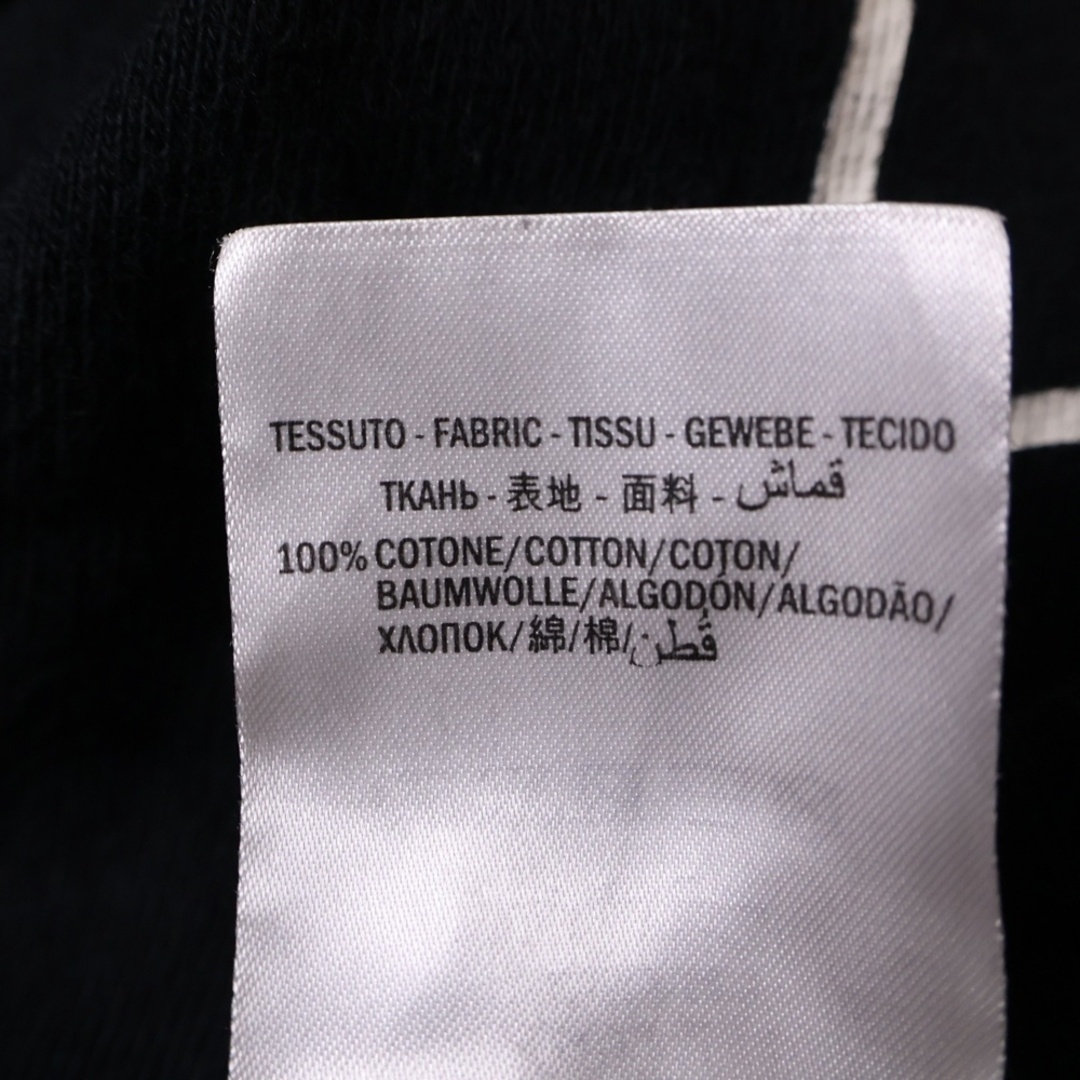 TESSUTO - FABRIC - TISSU - GEWEBE - TECIDO
ТКАНЬ - 表地 - 面料 - قماش
100% COTONE/COTTON/COTON/
BAUMWOLLE/ALGODÓN/ALGODÃO/
ХЛОПОК/綿/棉/قطن